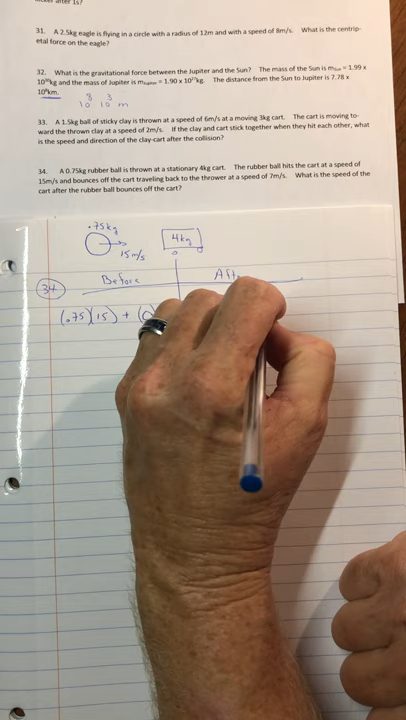 31. A 2.5kg eagle is flying in a circle with a radius of 12m and with a speed of 8m/s. What is the centrip-
etal force on the eagle?
32. What is the gravitational force between the Jupiter and the Sun? The mass of the Sun is mₛᵤₙ = 1.99 x
10³⁰kg and the mass of Jupiter is = 1.90 x 10²⁷kg. The distance from the Sun to Jupiter is 7.78 x
10⁸km.
10⁸ 10³ m
33. A 1.5kg ball of sticky clay is thrown at a speed of 6m/s at a moving 3kg cart. The cart is moving to-
ward the thrown clay at a speed of 2m/s. If the clay and cart stick together when they hit each other, what
is the speed and direction of the clay-cart after the collision?
34. A 0.75kg rubber ball is thrown at a stationary 4kg cart. The rubber ball hits the cart at a speed of
15m/s and bounces off the cart traveling back to the thrower at a speed of 7m/s. What is the speed of the
cart after the rubber ball bounces off the cart?
.75kg
4kg
15 m/s
34 Before Aft
(.75)(15) + (0